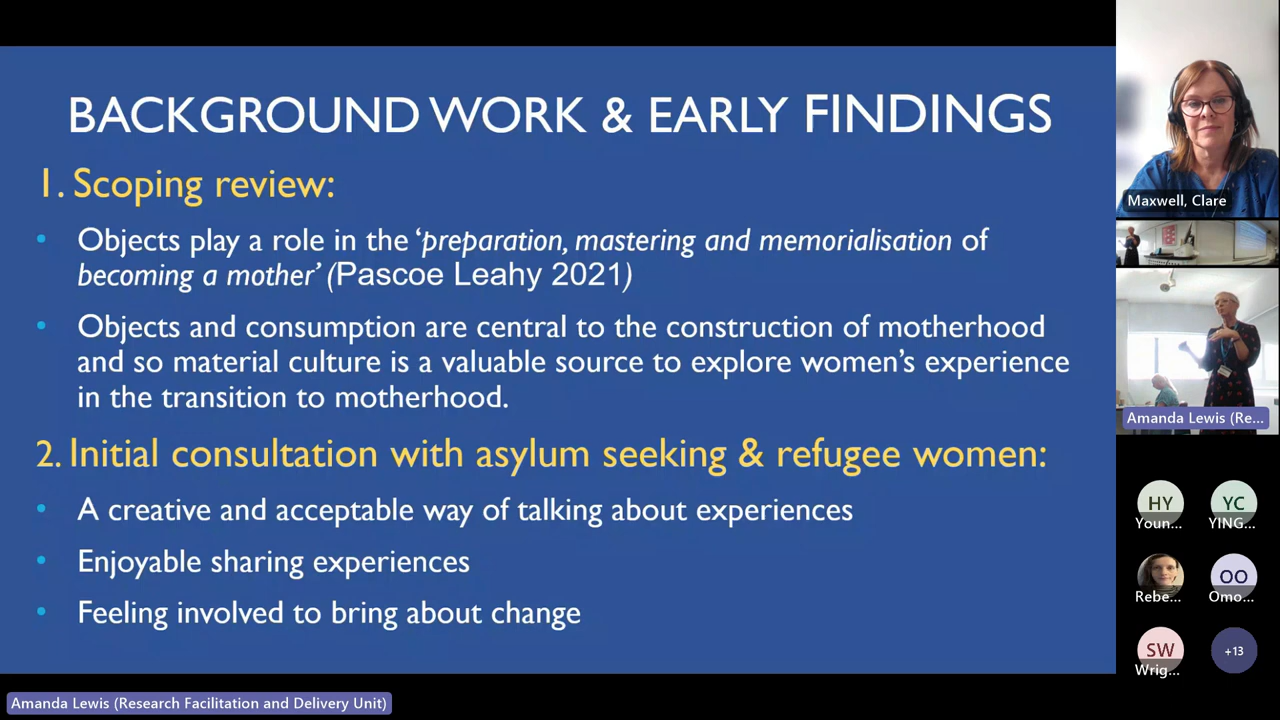 BACKGROUND WORK & EARLY FINDINGS
1. Scoping review:
• Objects play a role in the ‘preparation, mastering and memorialisation of
becoming a mother’ (Pascoe Leahy 2021)
• Objects and consumption are central to the construction of motherhood
and so material culture is a valuable source to explore women’s experience
in the transition to motherhood.
2. Initial consultation with asylum seeking & refugee women:
• A creative and acceptable way of talking about experiences
• Enjoyable sharing experiences
• Feeling involved to bring about change
Amanda Lewis (Research Facilitation and Delivery Unit)
Maxwell, Clare
Amanda Lewis (Re...
HY
YC
Youn...
YING...
OO
Rebe...
Omo...
SW
+13
Wrig...